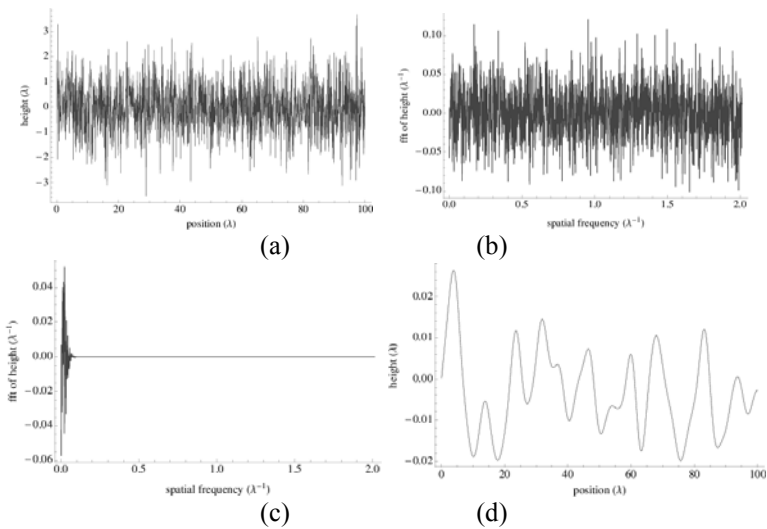 3
2
1
0
−1
−2
−3
height (λ)
0 20 40 60 80 100
position (λ)
(a)
0.10
0.05
0.00
−0.05
−0.10
fft of height (λ⁻¹)
0.0 0.5 1.0 1.5 2.0
spatial frequency (λ⁻¹)
(b)
0.04
0.02
0.00
−0.02
−0.04
−0.06
fft of height (λ⁻¹)
0.0 0.5 1.0 1.5 2.0
spatial frequency (λ⁻¹)
(c)
0.02
0.01
0.00
−0.01
−0.02
height (λ)
0 20 40 60 80 100
position (λ)
(d)